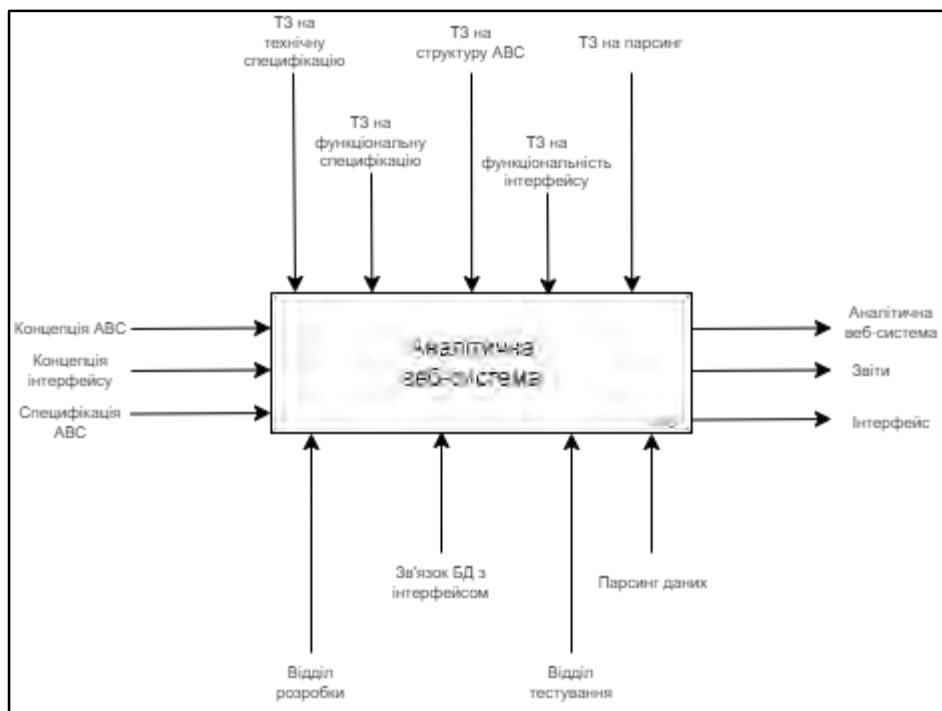 ТЗ на
технічну
специфікацію
ТЗ на
структуру АВС
ТЗ на парсинг
ТЗ на
функціональну
специфікацію
ТЗ на
функціональність
інтерфейсу
Концепція АВС
Концепція
інтерфейсу
Специфікація
АВС
Аналітична
веб-система
Аналітична
веб-система
Звіти
Інтерфейс
Зв'язок БД з
інтерфейсом
Парсинг даних
Відділ
розробки
Відділ
тестування